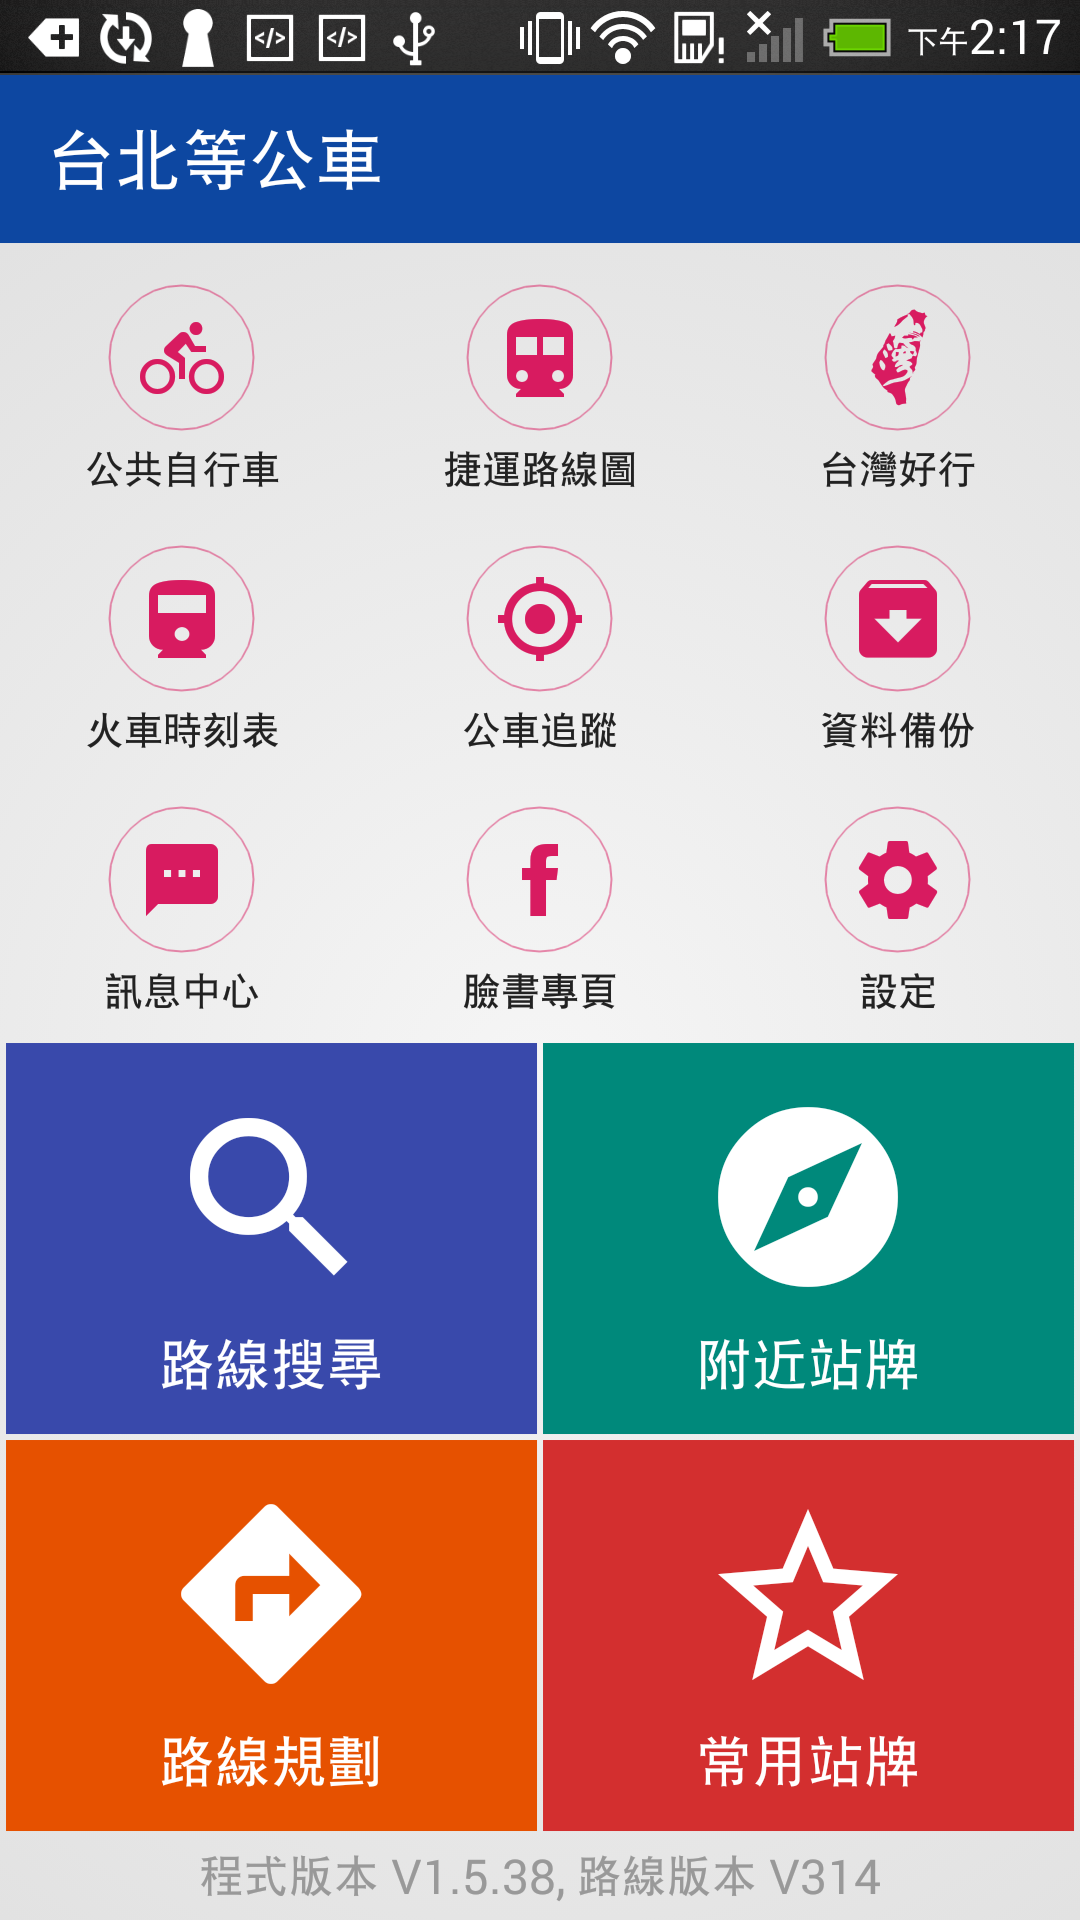 下午2:17
台北等公車
公共自行車 捷運路線圖 台灣好行
火車時刻表 公車追蹤 資料備份
訊息中心 臉書專頁 設定
路線搜尋 附近站牌
路線規劃 常用站牌
程式版本 V1.5.38, 路線版本 V314